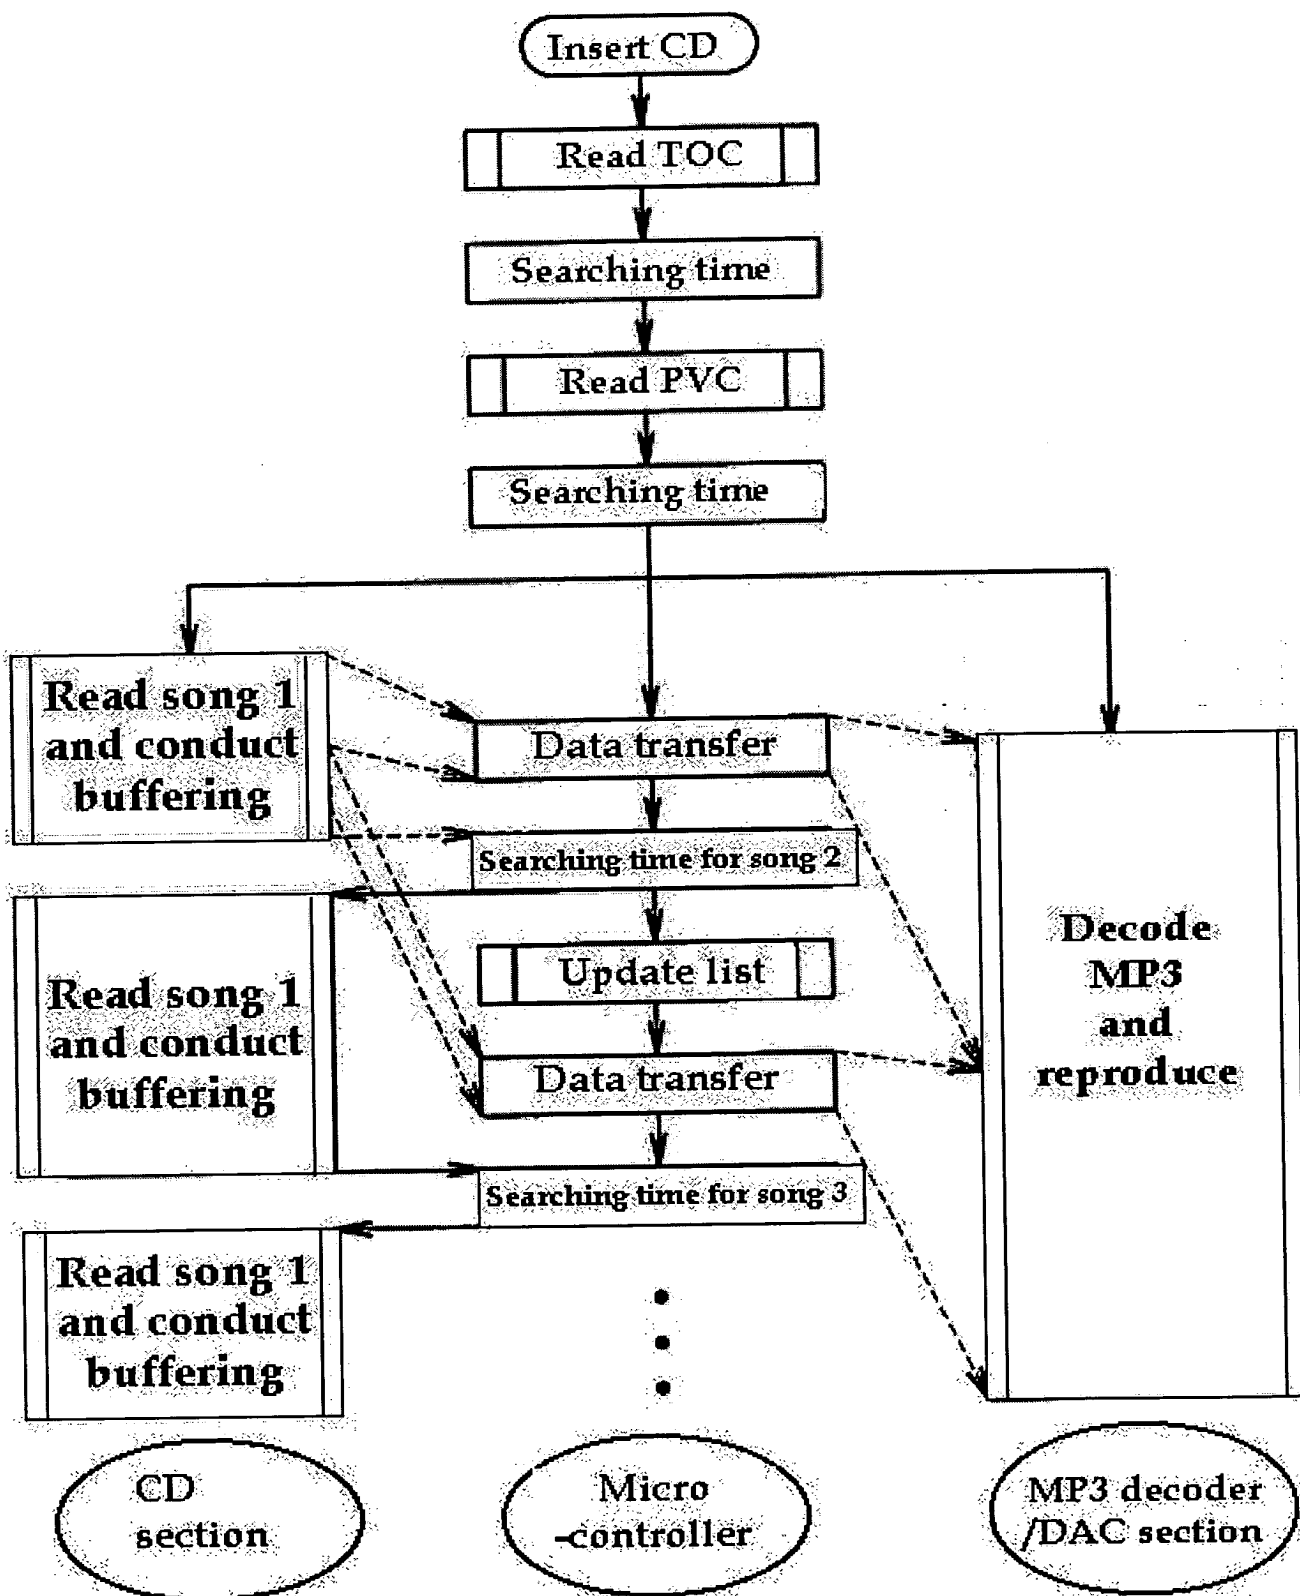 Insert CD
Read TOC
Searching time
Read PVC
Searching time
Read song 1
and conduct
buffering
Data transfer
Searching time for song 2
Read song 1
and conduct
buffering
Update list
Data transfer
Decode
MP3
and
reproduce
Searching time for song 3
Read song 1
and conduct
buffering
CD
section
Micro
-controller
MP3 decoder
/DAC section